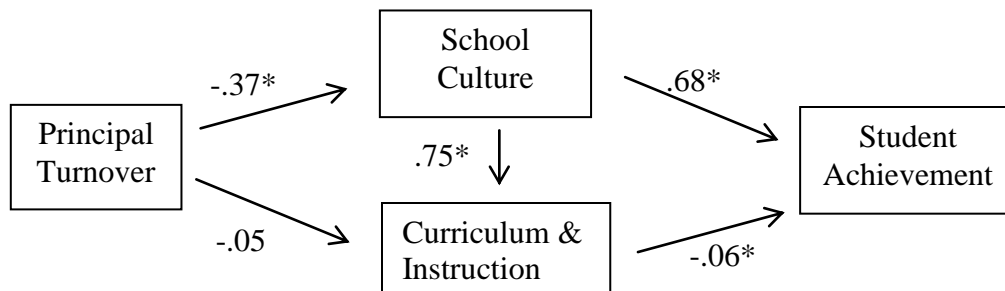 School
Culture
-.37*
.68*
Principal
Turnover
.75*
Student
Achievement
-.05
Curriculum &
Instruction
-.06*